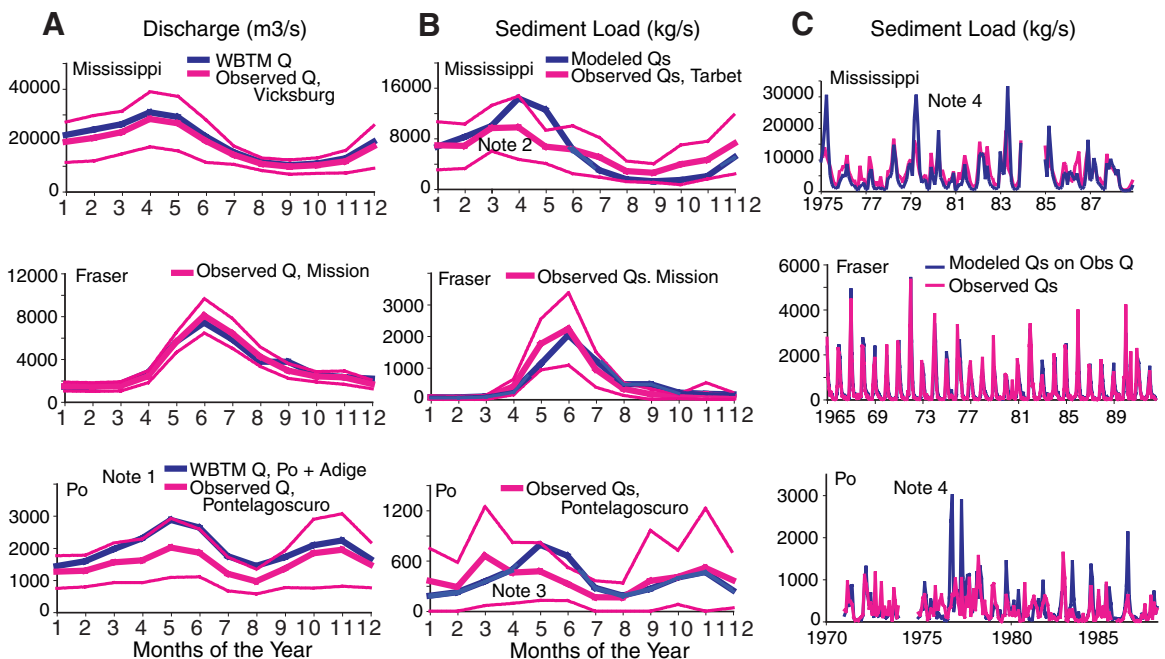 A
Discharge (m3/s)
B
Sediment Load (kg/s)
C
Sediment Load (kg/s)
Mississippi
WBTM Q
Observed Q,
Vicksburg
40000
20000
0
1 2 3 4 5 6 7 8 9 10 11 12
Mississippi
Modeled Qs
Observed Qs, Tarbet
Note 2
16000
8000
0
1 2 3 4 5 6 7 8 9 10 11 12
Mississippi
Note 4
30000
20000
10000
0
1975 77 79 81 83 85 87
Fraser
Observed Q, Mission
12000
8000
4000
0
1 2 3 4 5 6 7 8 9 10 11 12
Fraser
Observed Qs. Mission
3000
2000
1000
0
1 2 3 4 5 6 7 8 9 10 11 12
Fraser
Modeled Qs on Obs Q
Observed Qs
6000
4000
2000
0
1965 69 73 77 81 85 89
Note 1
Po
WBTM Q, Po + Adige
Observed Q,
Pontelagoscuro
3000
2000
1000
0
1 2 3 4 5 6 7 8 9 10 11 12
Months of the Year
Po
Observed Qs,
Pontelagoscuro
Note 3
1200
600
0
1 2 3 4 5 6 7 8 9 10 11 12
Months of the Year
Po
Note 4
3000
2000
1000
0
1970 1975 1980 1985